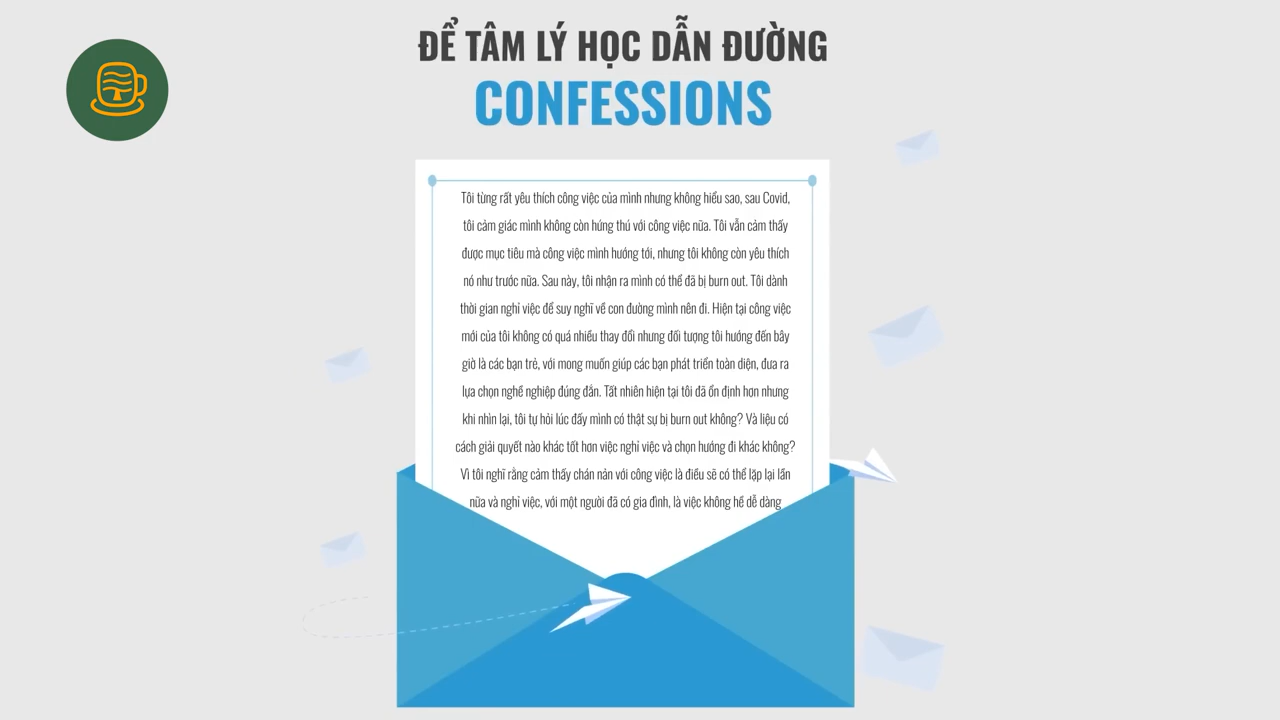 ĐỂ TÂM LÝ HỌC DẪN ĐƯỜNG
CONFESSIONS
Tôi từng rất yêu thích công việc của mình nhưng không hiểu sao, sau Covid,
tôi cảm giác mình không còn hứng thú với công việc nữa. Tôi vẫn cảm thấy
được mục tiêu mà công việc mình hướng tới, nhưng tôi không còn yêu thích
nó như trước nữa. Sau này, tôi nhận ra mình có thể đã bị burn out. Tôi dành
thời gian nghỉ việc để suy nghĩ về con đường mình nên đi. Hiện tại công việc
mới của tôi không có quá nhiều thay đổi nhưng đối tượng tôi hướng đến bây
giờ là các bạn trẻ, với mong muốn giúp các bạn phát triển toàn diện, đưa ra
lựa chọn nghề nghiệp đúng đắn. Tất nhiên hiện tại tôi đã ổn định hơn nhưng
khi nhìn lại, tôi tự hỏi lúc đấy mình có thật sự bị burn out không? Và liệu có
cách giải quyết nào khác tốt hơn việc nghỉ việc và chọn hướng đi khác không?
Vì tôi nghĩ rằng cảm thấy chán nản với công việc là điều sẽ có thể lặp lại lần
nữa và nghỉ việc, với một người đã có gia đình, là việc không hề dễ dàng